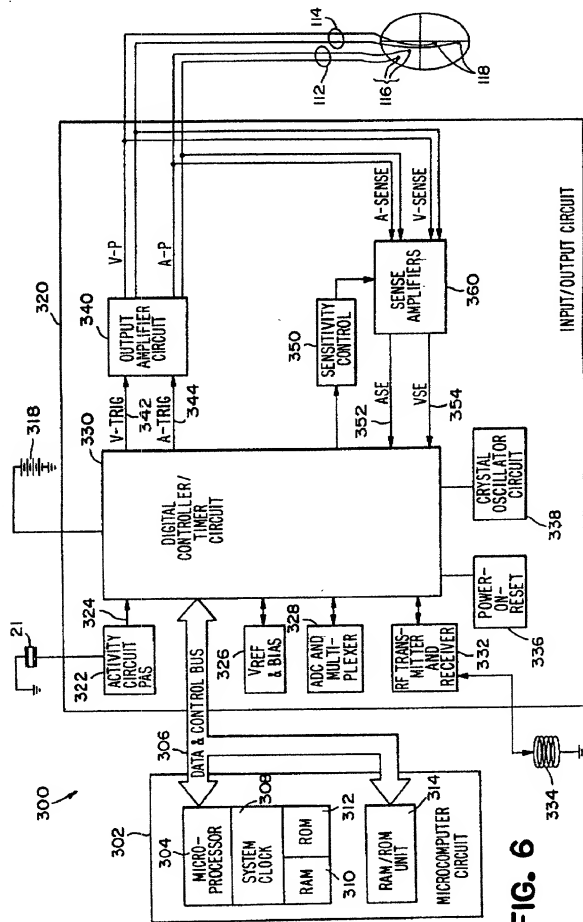 FIG. 6
300
302
304
MICRO-
PROCESSOR
SYSTEM
CLOCK
308
RAM
310
ROM
312
RAM/ROM
UNIT
314
MICROCOMPUTER
CIRCUIT
306
DATA & CONTROL BUS
320
INPUT/OUTPUT CIRCUIT
21
318
322
ACTIVITY
CIRCUIT
PAS
324
326
VREF
& BIAS
328
ADC AND
MULTI-
PLEXER
332
RF TRANS-
MITTER
AND
RECEIVER
334
336
POWER-
ON-
RESET
338
CRYSTAL
OSCILLATOR
CIRCUIT
330
DIGITAL
CONTROLLER/
TIMER
CIRCUIT
V-TRIG
342
A-TRIG
344
340
OUTPUT
AMPLIFIER
CIRCUIT
V-P
A-P
350
SENSITIVITY
CONTROL
ASE
352
VSE
354
SENSE
AMPLIFIERS
360
A-SENSE
V-SENSE
114
112
116
118